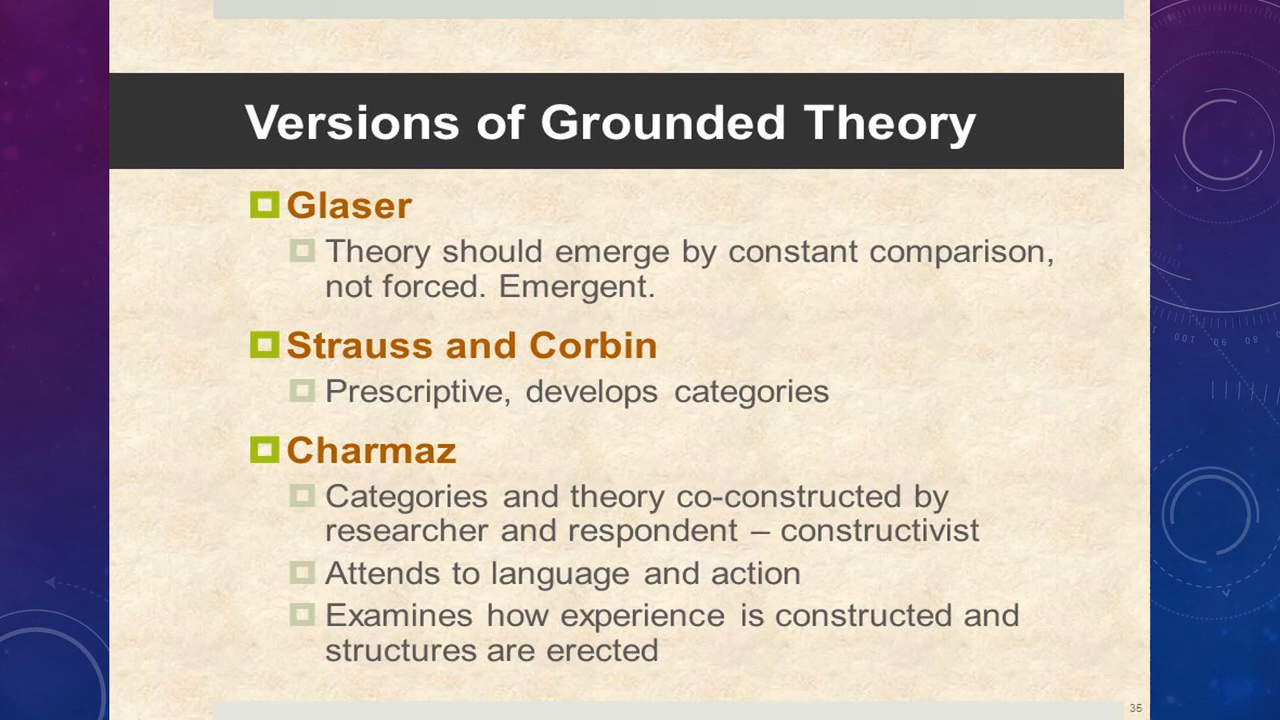 Versions of Grounded Theory
Glaser
Theory should emerge by constant comparison,
not forced. Emergent.
Strauss and Corbin
Prescriptive, develops categories
Charmaz
Categories and theory co-constructed by
researcher and respondent – constructivist
Attends to language and action
Examines how experience is constructed and
structures are erected
35